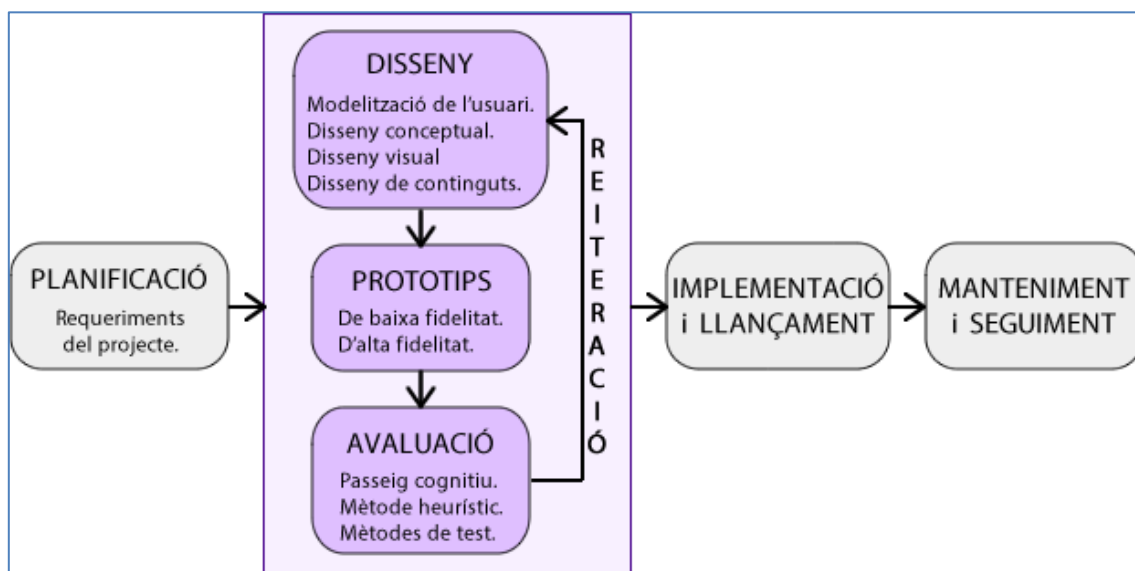 PLANIFICACIÓ
Requeriments
del projecte.
DISSENY
Modelització de l'usuari.
Disseny conceptual.
Disseny visual
Disseny de continguts.
PROTOTIPS
De baixa fidelitat.
D'alta fidelitat.
AVALUACIÓ
Passeig cognitiu.
Mètode heurístic.
Mètodes de test.
REITERACIÓ
IMPLEMENTACIÓ
i LLANÇAMENT
MANTENIMENT
i SEGUIMENT